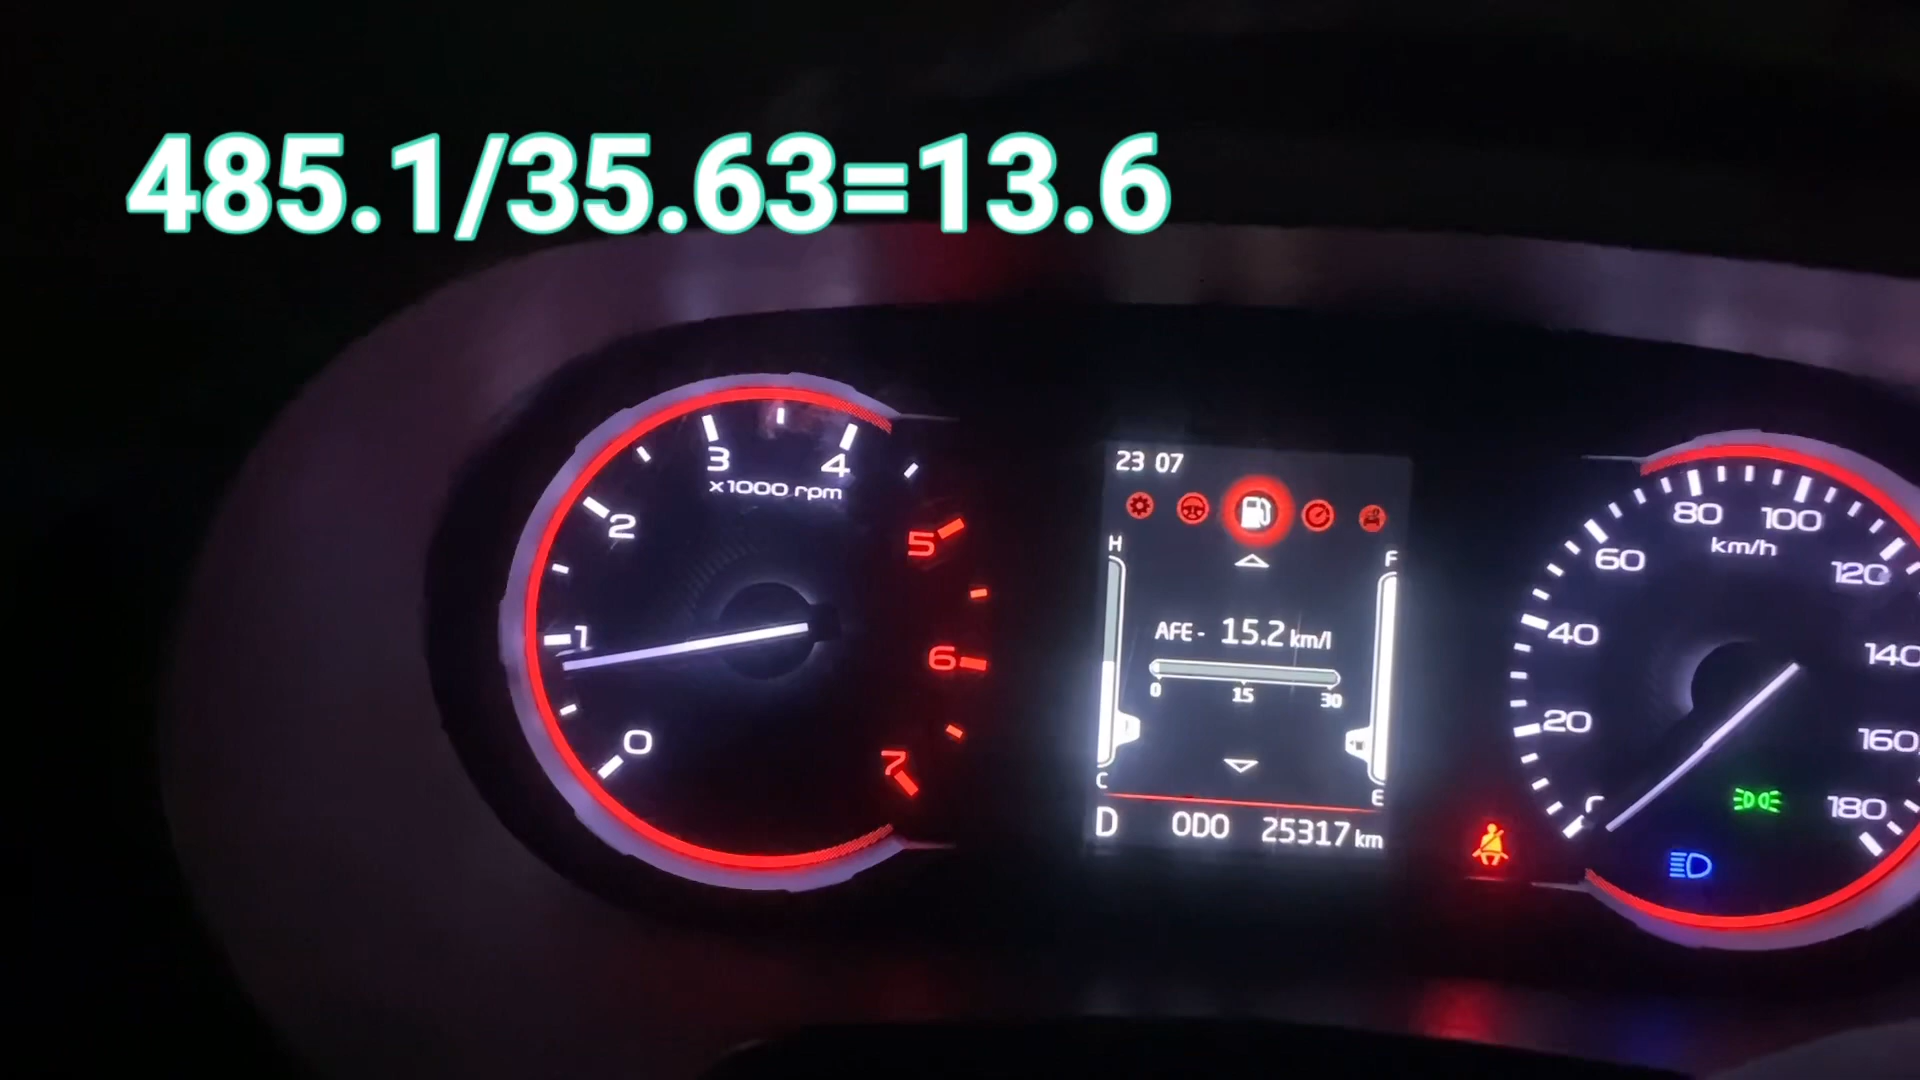 485.1/35.63=13.6
3 4
x1000 rpm
2
5
1
6
0
7
23 07
H F
AFE - 15.2 km/l
0 15 30
C E
D ODO 25317 km
80 100
km/h
60 120
40 140
20 160
180